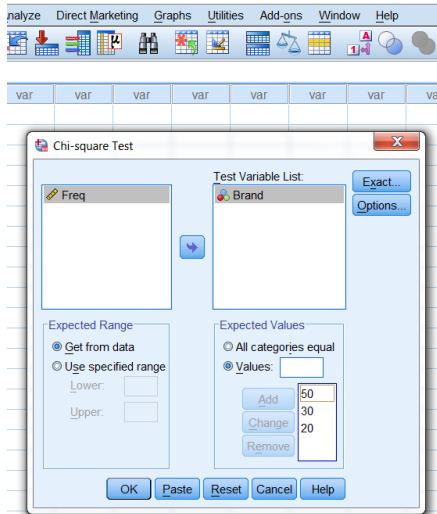 nalyze Direct Marketing Graphs Utilities Add-ons Window Help
A
1
var var var var var var var va
Chi-square Test
X
Test Variable List:
Freq
Brand
Exact...
Options...
Expected Range
Get from data
Use specified range
Lower:
Upper:
Expected Values
All categories equal
Values:
Add
Change
Remove
50
30
20
OK Paste Reset Cancel Help